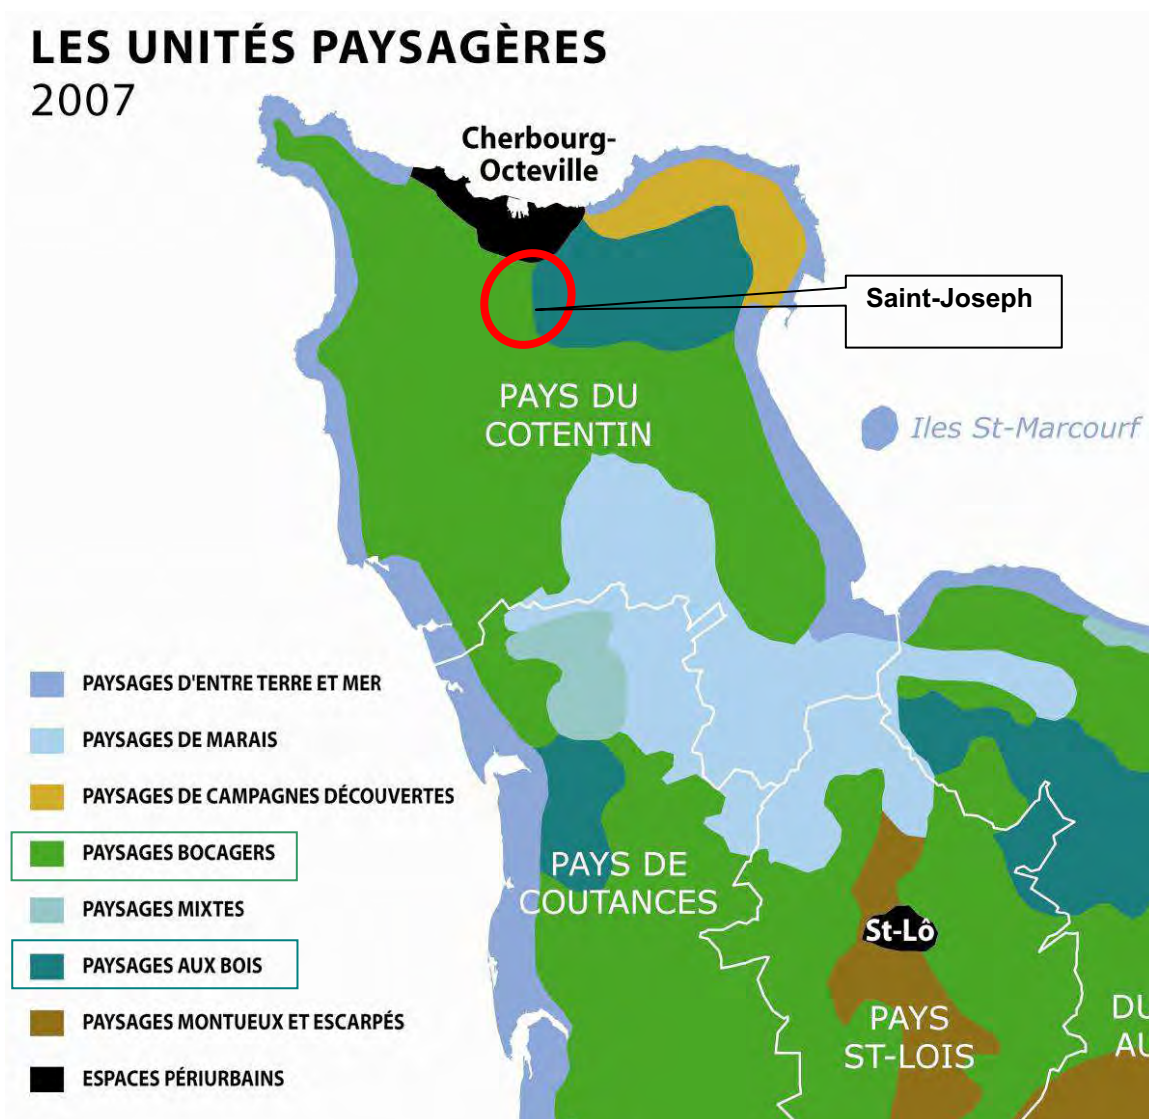 LES UNITÉS PAYSAGÈRES
2007
Cherbourg-
Octeville
Saint-Joseph
PAYS DU
COTENTIN
Iles St-Marcourf
PAYSAGES D'ENTRE TERRE ET MER
PAYSAGES DE MARAIS
PAYSAGES DE CAMPAGNES DÉCOUVERTES
PAYSAGES BOCAGERS
PAYSAGES MIXTES
PAYSAGES AUX BOIS
PAYSAGES MONTUEUX ET ESCARPÉS
ESPACES PÉRIURBAINS
PAYS DE
COUTANCES
St-Lô
PAYS
ST-LOIS
DU
AU